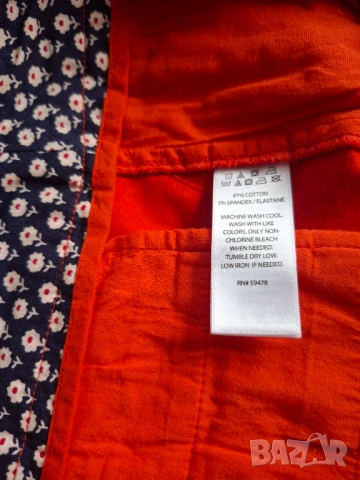 97% COTTON
3% SPANDEX / ELASTANE
MACHINE WASH COOL.
WASH WITH LIKE
COLORS, ONLY NON-
CHLORINE BLEACH
WHEN NEEDED.
TUMBLE DRY LOW.
LOW IRON IF NEEDED.
RN# 59478
BAZAR
bg